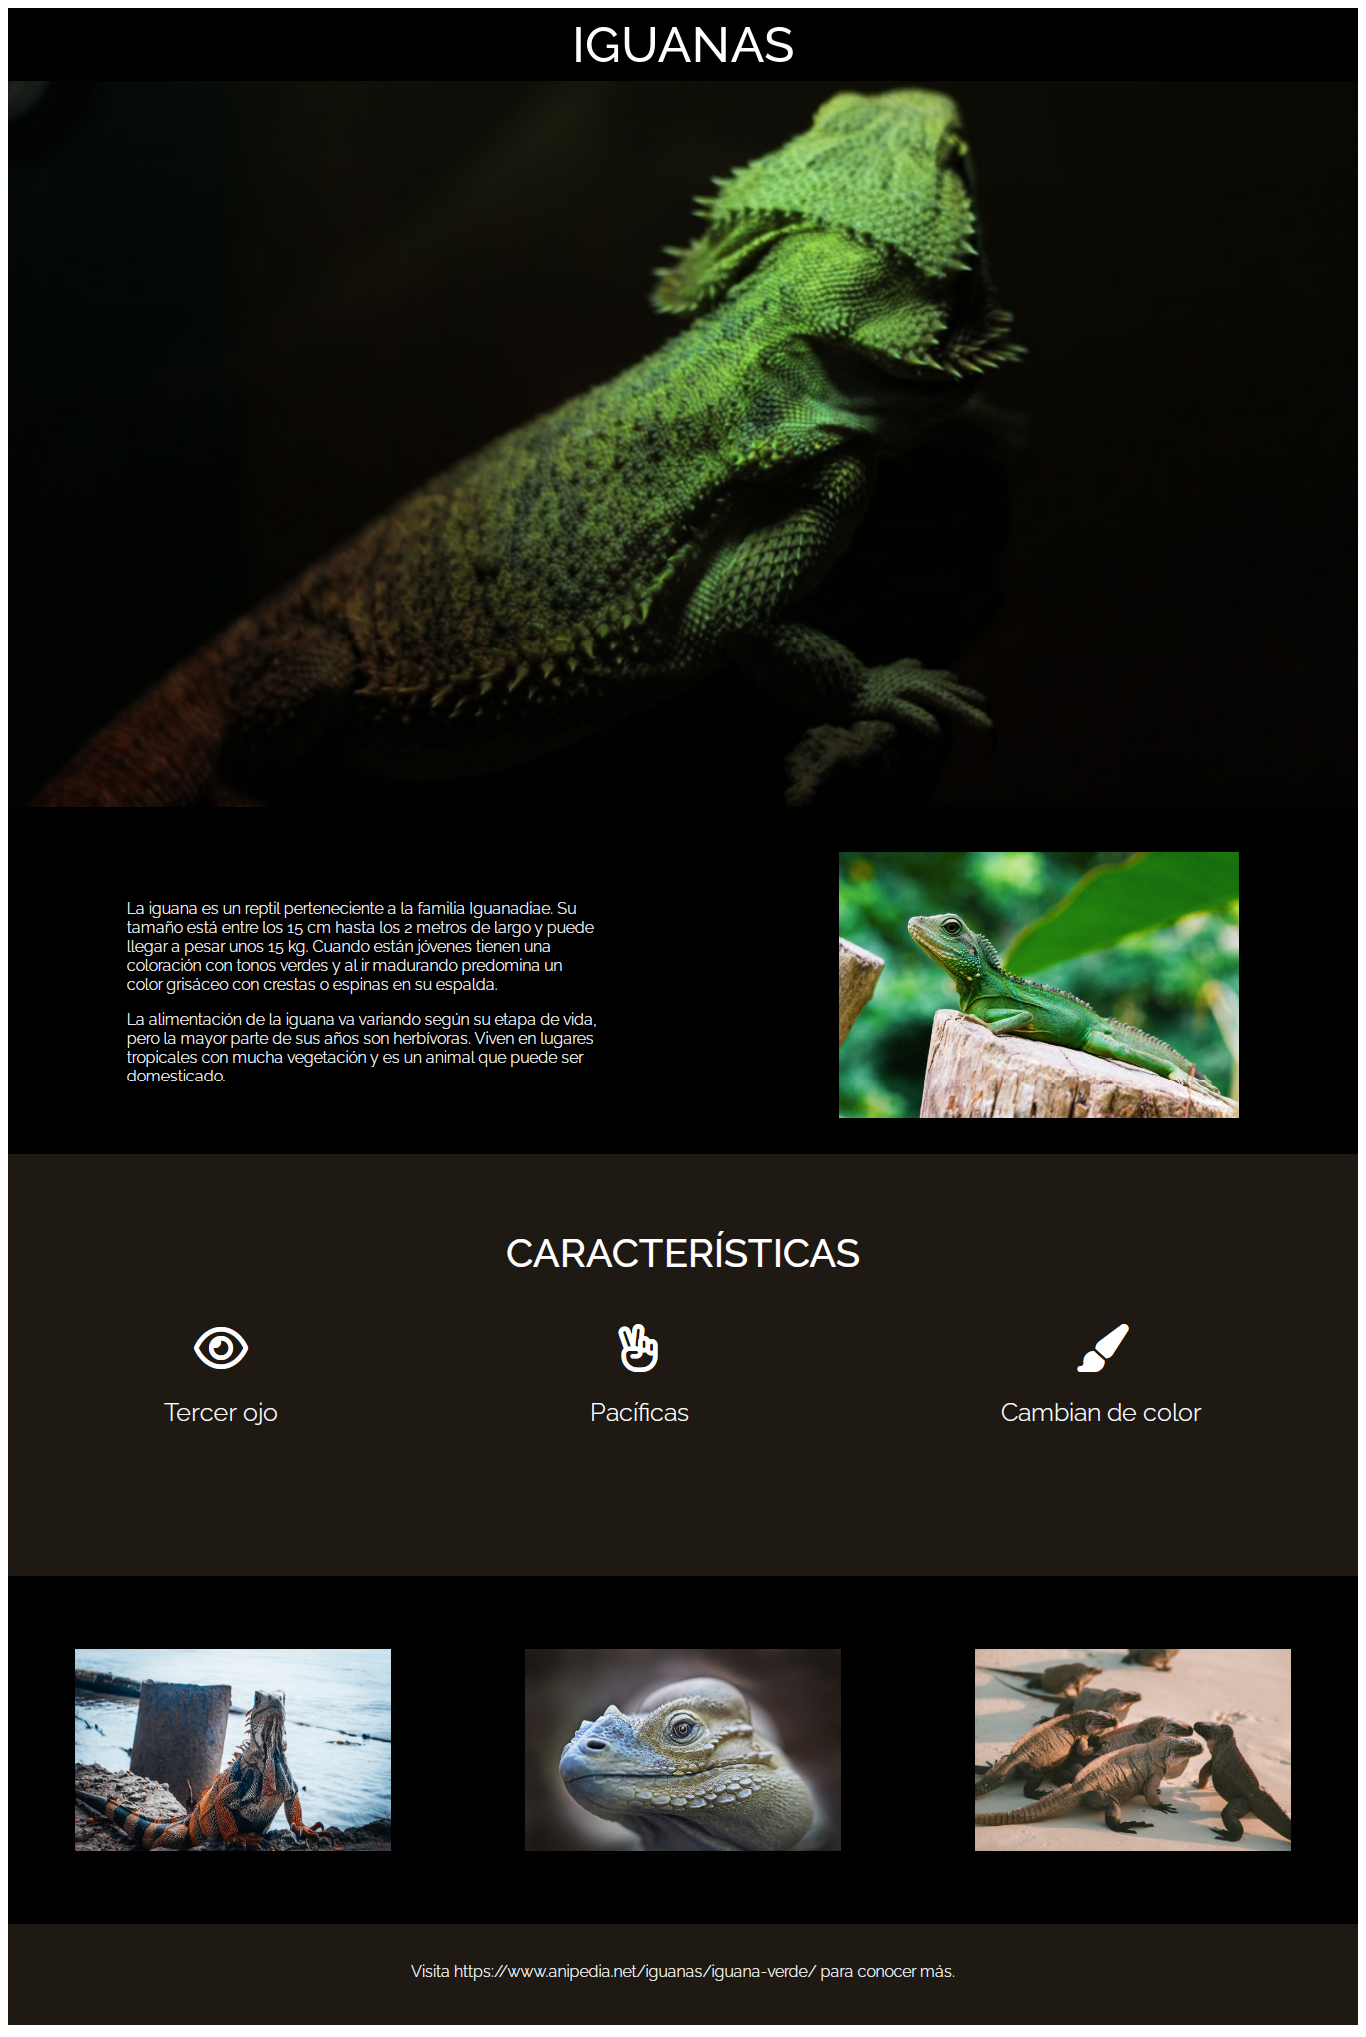 IGUANAS
La iguana es un reptil perteneciente a la familia Iguanadiae. Su
tamaño está entre los 15 cm hasta los 2 metros de largo y puede
llegar a pesar unos 15 kg. Cuando están jóvenes tienen una
coloración con tonos verdes y al ir madurando predomina un
color grisáceo con crestas o espinas en su espalda.
La alimentación de la iguana va variando según su etapa de vida,
pero la mayor parte de sus años son herbívoras. Viven en lugares
tropicales con mucha vegetación y es un animal que puede ser
domesticado.
CARACTERÍSTICAS
Tercer ojo
Pacíficas
Cambian de color
Visita https://www.anipedia.net/iguanas/iguana-verde/ para conocer más.